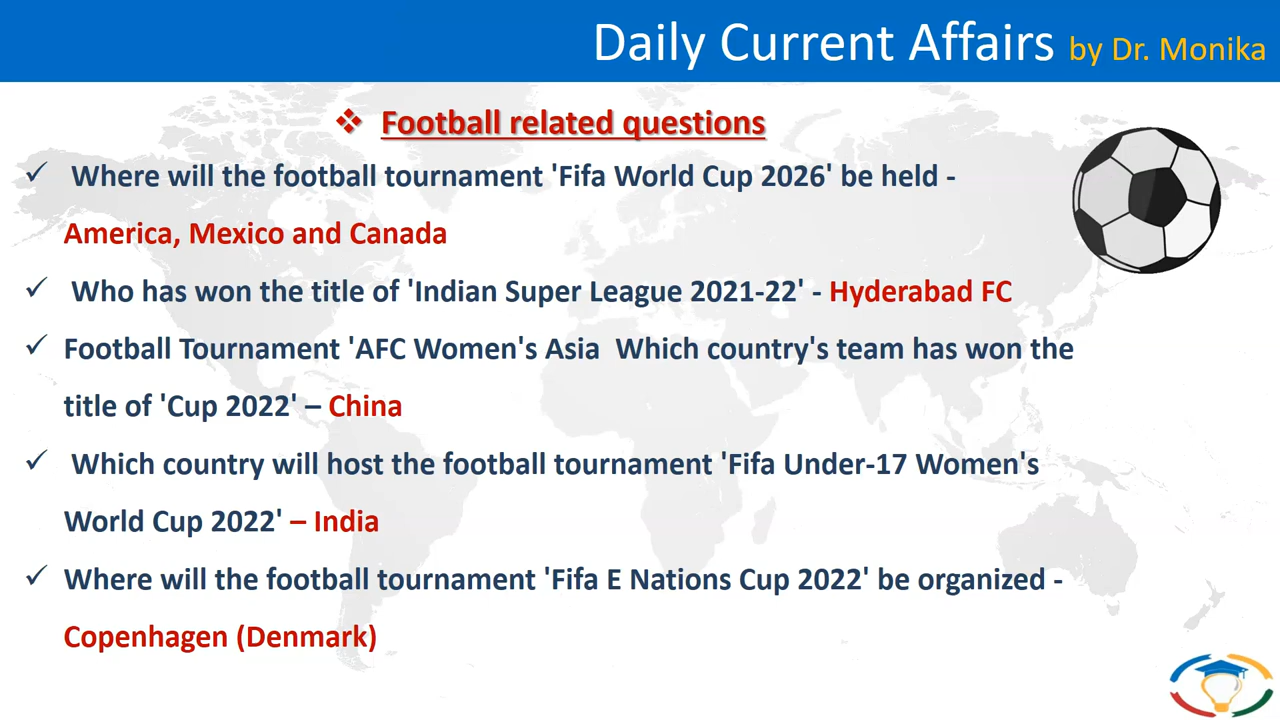 Daily Current Affairs by Dr. Monika
❖ Football related questions
✓ Where will the football tournament 'Fifa World Cup 2026' be held -
America, Mexico and Canada
✓ Who has won the title of 'Indian Super League 2021-22' - Hyderabad FC
✓ Football Tournament 'AFC Women's Asia  Which country's team has won the
title of 'Cup 2022' – China
✓ Which country will host the football tournament 'Fifa Under-17 Women's
World Cup 2022' – India
✓ Where will the football tournament 'Fifa E Nations Cup 2022' be organized -
Copenhagen (Denmark)